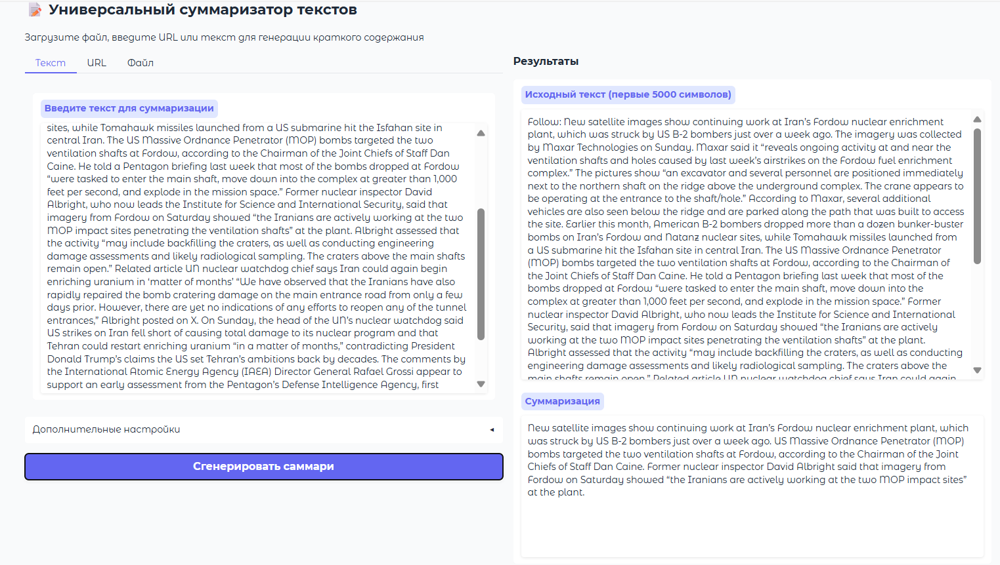 📝 Универсальный суммаризатор текстов
Загрузите файл, введите URL или текст для генерации краткого содержания
Текст URL Файл
Введите текст для суммаризации
sites, while Tomahawk missiles launched from a US submarine hit the Isfahan site in
central Iran. The US Massive Ordnance Penetrator (MOP) bombs targeted the two
ventilation shafts at Fordow, according to the Chairman of the Joint Chiefs of Staff Dan
Caine. He told a Pentagon briefing last week that most of the bombs dropped at Fordow
“were tasked to enter the main shaft, move down into the complex at greater than 1,000
feet per second, and explode in the mission space.” Former nuclear inspector David
Albright, who now leads the Institute for Science and International Security, said that
imagery from Fordow on Saturday showed “the Iranians are actively working at the two
MOP impact sites penetrating the ventilation shafts” at the plant. Albright assessed that
the activity “may include backfilling the craters, as well as conducting engineering
damage assessments and likely radiological sampling. The craters above the main shafts
remain open.” Related article UN nuclear watchdog chief says Iran could again begin
enriching uranium in ‘matter of months’ “We have observed that the Iranians have also
rapidly repaired the bomb cratering damage on the main entrance road from only a few
days prior. However, there are yet no indications of any efforts to reopen any of the tunnel
entrances,” Albright posted on X. On Sunday, the head of the UN’s nuclear watchdog said
US strikes on Iran fell short of causing total damage to its nuclear program and that
Tehran could restart enriching uranium “in a matter of months,” contradicting President
Donald Trump’s claims the US set Tehran’s ambitions back by decades. The comments by
the International Atomic Energy Agency (IAEA) Director General Rafael Grossi appear to
support an early assessment from the Pentagon’s Defense Intelligence Agency, first
Дополнительные настройки
Сгенерировать саммари
Результаты
Исходный текст (первые 5000 символов)
Follow: New satellite images show continuing work at Iran’s Fordow nuclear enrichment
plant, which was struck by US B-2 bombers just over a week ago. The imagery was collected
by Maxar Technologies on Sunday. Maxar said it “reveals ongoing activity at and near the
ventilation shafts and holes caused by last week’s airstrikes on the Fordow fuel enrichment
complex.” The pictures show “an excavator and several personnel are positioned immediately
next to the northern shaft on the ridge above the underground complex. The crane appears to
be operating at the entrance to the shaft/hole.” According to Maxar, several additional
vehicles are also seen below the ridge and are parked along the path that was built to access
the site. Earlier this month, American B-2 bombers dropped more than a dozen bunker-buster
bombs on Iran’s Fordow and Natanz nuclear sites, while Tomahawk missiles launched from
a US submarine hit the Isfahan site in central Iran. The US Massive Ordnance Penetrator
(MOP) bombs targeted the two ventilation shafts at Fordow, according to the Chairman of
the Joint Chiefs of Staff Dan Caine. He told a Pentagon briefing last week that most of the
bombs dropped at Fordow “were tasked to enter the main shaft, move down into the
complex at greater than 1,000 feet per second, and explode in the mission space.” Former
nuclear inspector David Albright, who now leads the Institute for Science and International
Security, said that imagery from Fordow on Saturday showed “the Iranians are actively
working at the two MOP impact sites penetrating the ventilation shafts” at the plant.
Albright assessed that the activity “may include backfilling the craters, as well as conducting
engineering damage assessments and likely radiological sampling. The craters above the
main shafts remain open.” Related article UN nuclear watchdog chief says Iran could again
Суммаризация
New satellite images show continuing work at Iran’s Fordow nuclear enrichment plant, which
was struck by US B-2 bombers just over a week ago. US Massive Ordnance Penetrator (MOP)
bombs targeted the two ventilation shafts at Fordow, according to the Chairman of the Joint
Chiefs of Staff Dan Caine. Former nuclear inspector David Albright said that imagery from
Fordow on Saturday showed “the Iranians are actively working at the two MOP impact sites”
at the plant.